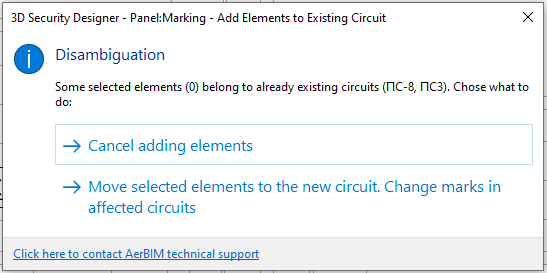 3D Security Designer - Panel:Marking - Add Elements to Existing Circuit
Disambiguation
Some selected elements (0) belong to already existing circuits (ПС-8, ПС3). Chose what to
do:
Cancel adding elements
Move selected elements to the new circuit. Change marks in
affected circuits
Click here to contact AerBIM technical support